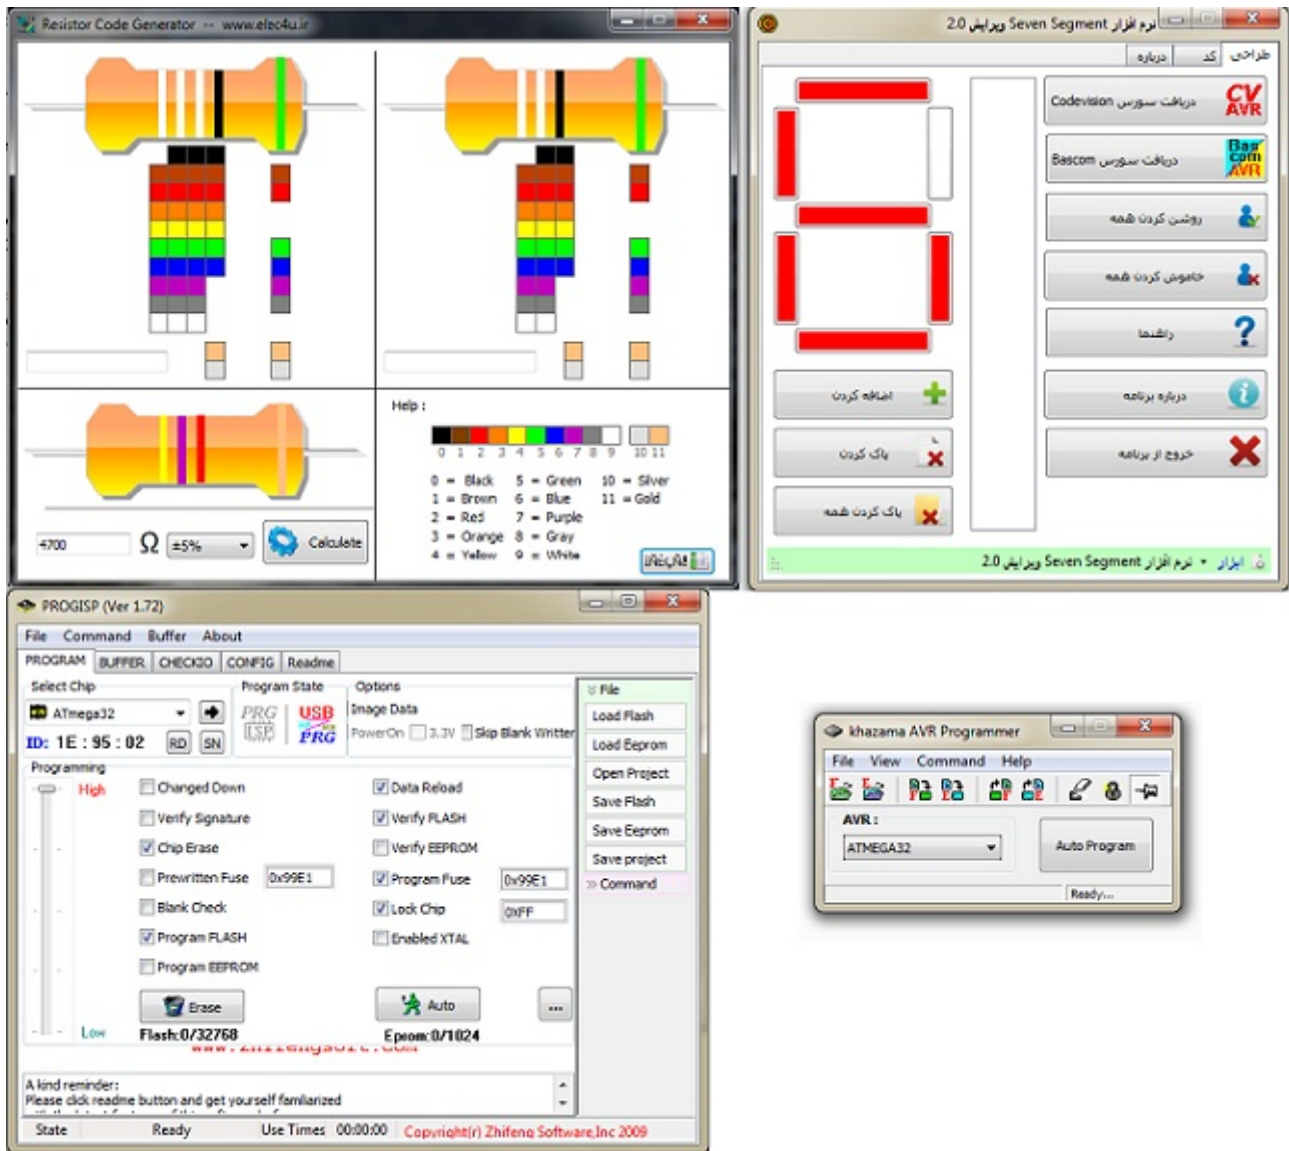 Resistor Code Generator -- www.elec4u.ir
4700
Ω
±5%
Calculate
Help :
0 1 2 3 4 5 6 7 8 9 10 11
0 = Black 5 = Green 10 = Silver
1 = Brown 6 = Blue 11 = Gold
2 = Red 7 = Purple
3 = Orange 8 = Gray
4 = Yellow 9 = White
نرم افزار Seven Segment ویرایش 2.0
طراحی کد درباره
دریافت سورس Codevision
CV AVR
دریافت سورس Bascom
Bas com AVR
روشن کردن همه
خاموش کردن همه
راهنما
درباره برنامه
خروج از برنامه
اضافه کردن
پاک کردن
پاک کردن همه
ابزار نرم افزار Seven Segment ویرایش 2.0
PROGISP (Ver 1.72)
File Command Buffer About
PROGRAM BUFFER CHECKIO CONFIG Readme
Select Chip Program State Options
ATmega32
PRG ISP
USB PRG
Image Data
PowerOn 3.3V Skip Blank Writter
ID: 1E : 95 : 02 RD SN
Programming
High
Changed Down Data Reload
Verify Signature Verify FLASH
Chip Erase Verify EEPROM
Prewritten Fuse 0x99E1 Program Fuse 0x99E1
Blank Check Lock Chip 0XFF
Program FLASH Enabled XTAL
Program EEPROM
Erase Auto ...
Low Flash:0/32768 Eprom:0/1024
www.zhifengsoft.com
A kind reminder:
Please click readme button and get yourself familiarized
State Ready Use Times 00:00:00 Copyright(r) Zhifeng Software,Inc 2009
File
Load Flash
Load Eeprom
Open Project
Save Flash
Save Eeprom
Save project
Command
khazama AVR Programmer
File View Command Help
AVR :
ATMEGA32
Auto Program
Ready...